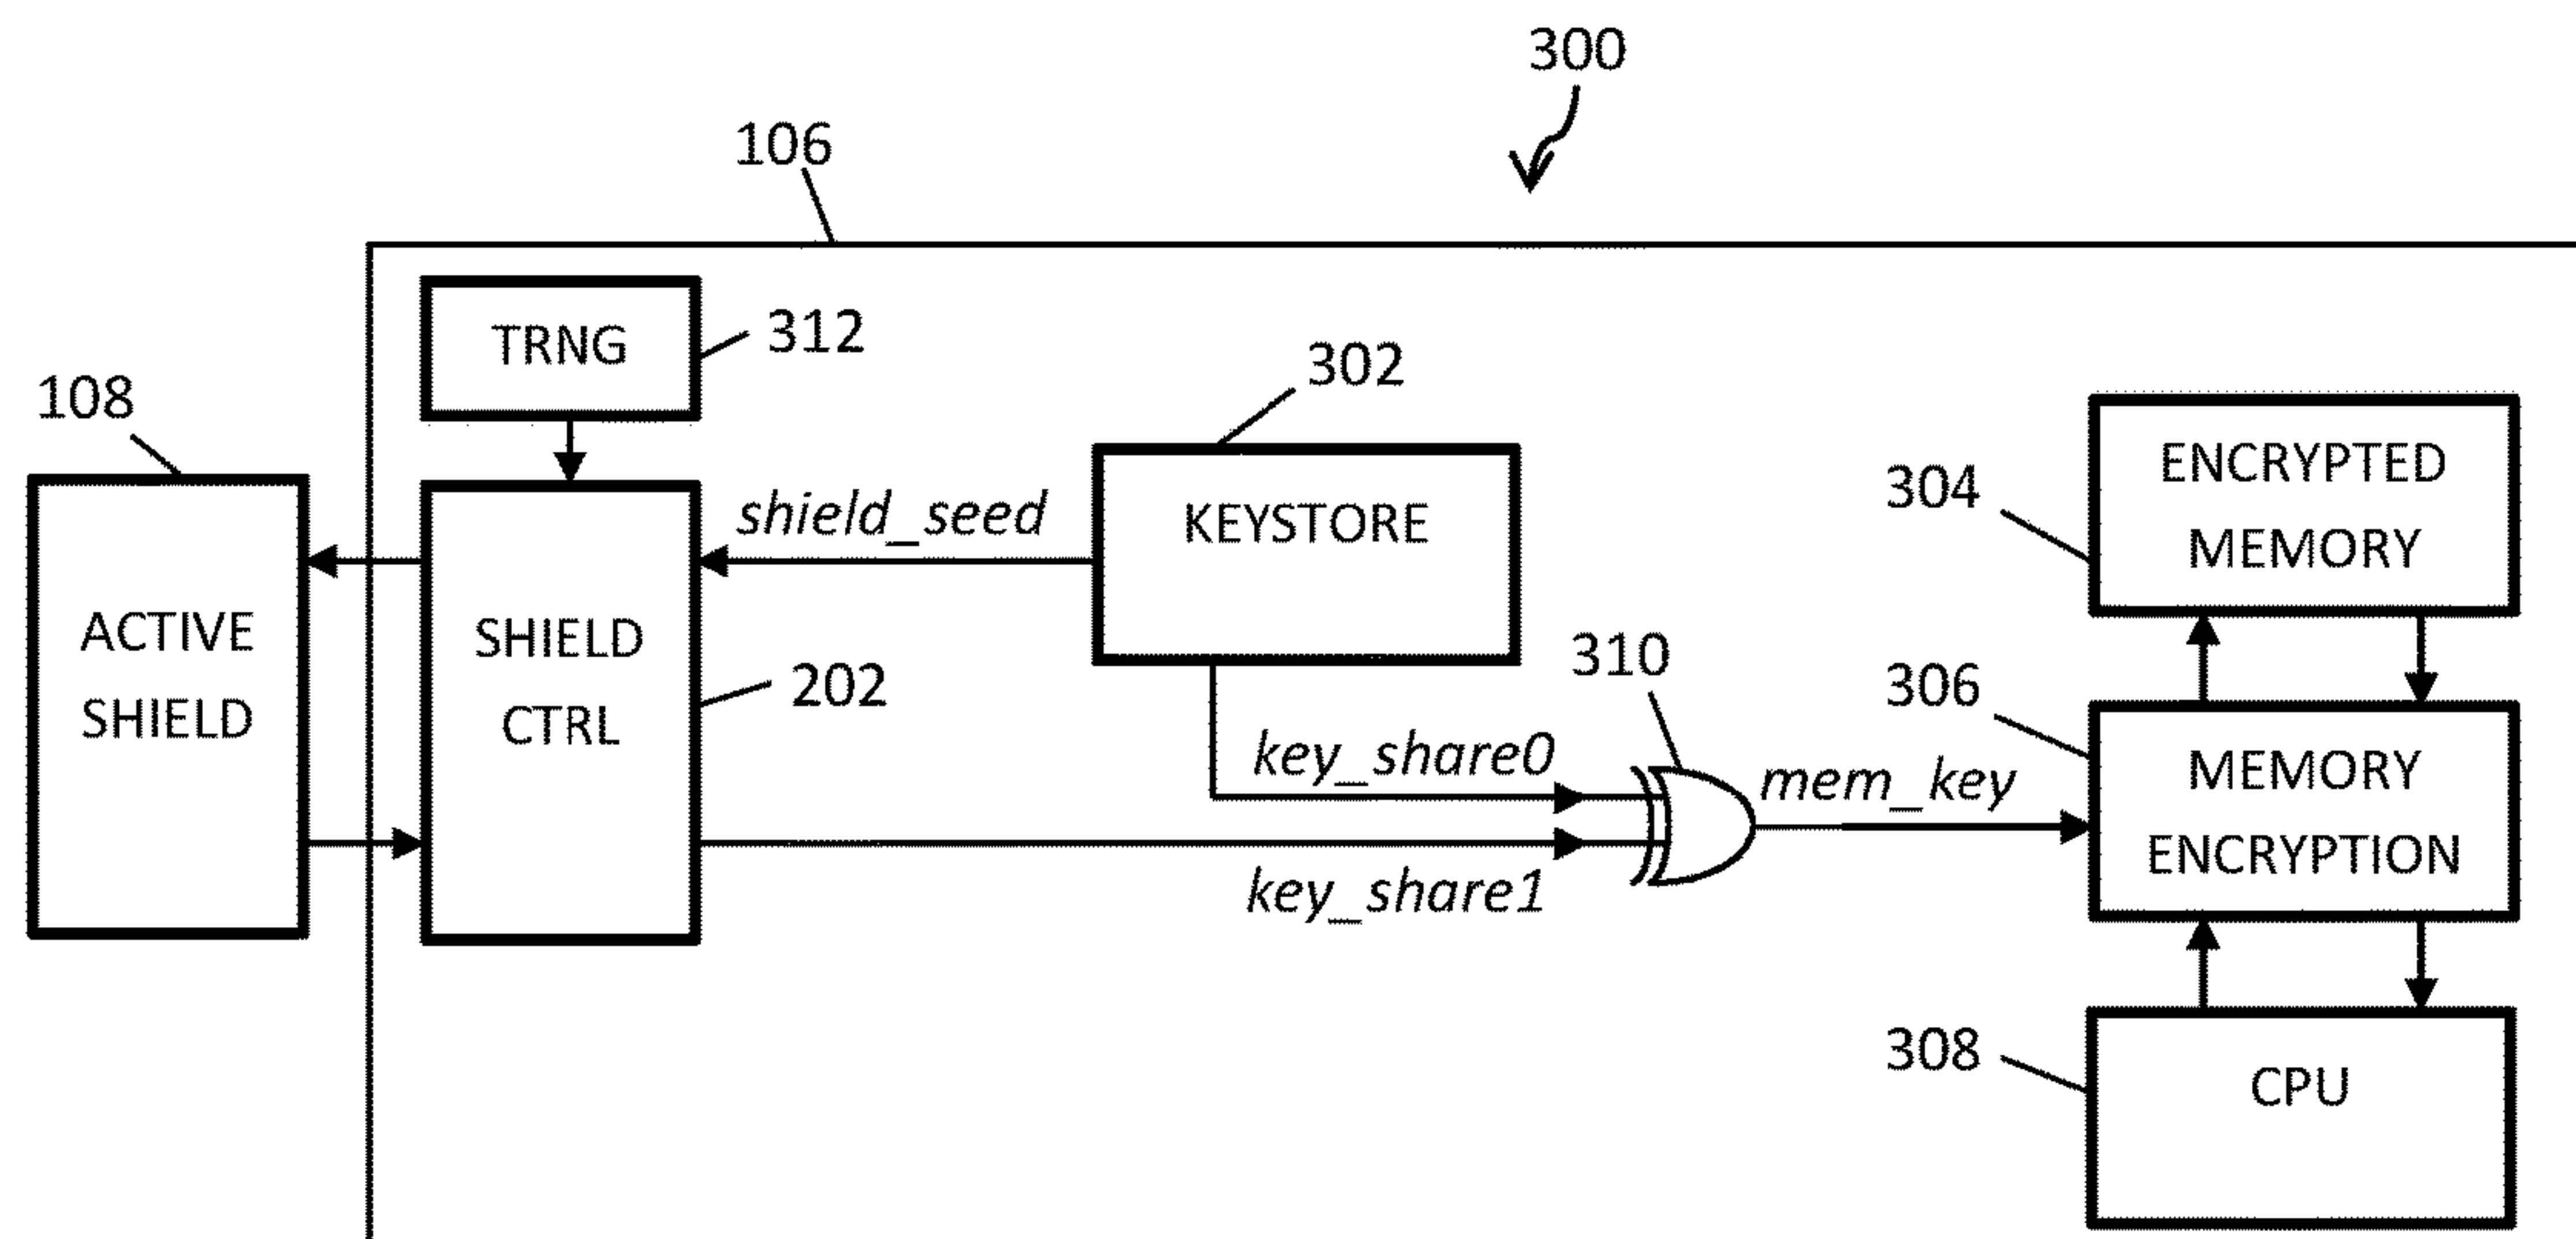 300
106
TRNG
312
302
108
ENCRYPTED
MEMORY
304
shield_seed
KEYSTORE
ACTIVE
SHIELD
SHIELD
CTRL
202
310
306
key_share0
mem_key
MEMORY
ENCRYPTION
key_share1
308
CPU